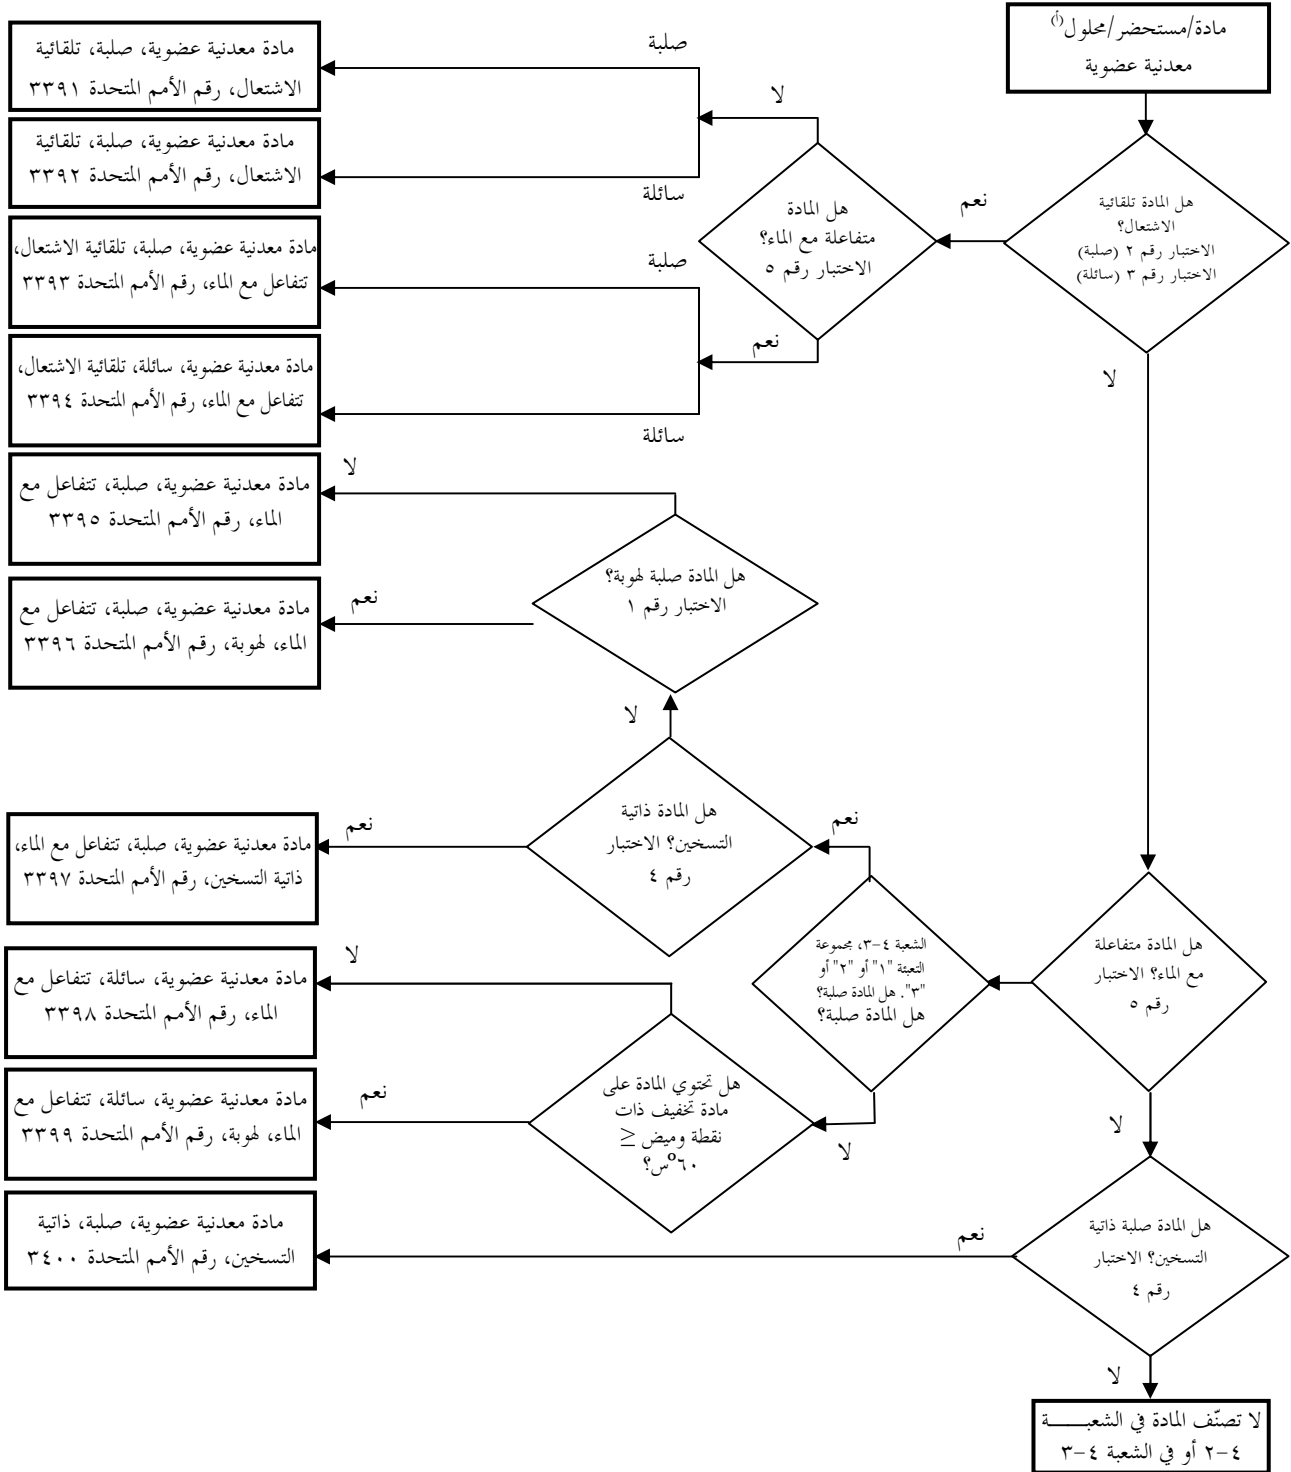 مادة/مستحضر/محلول(أ)
معدنية عضوية
هل المادة تلقائية
الاشتعال؟
الاختبار رقم ٢ (صلبة)
الاختبار رقم ٣ (سائلة)
نعم
لا
هل المادة
متفاعلة مع الماء؟
الاختبار رقم ٥
لا
صلبة
سائلة
مادة معدنية عضوية، صلبة، تلقائية
الاشتعال، رقم الأمم المتحدة ٣٣٩١
مادة معدنية عضوية، صلبة، تلقائية
الاشتعال، رقم الأمم المتحدة ٣٣٩٢
نعم
صلبة
سائلة
مادة معدنية عضوية، صلبة، تلقائية الاشتعال،
تتفاعل مع الماء، رقم الأمم المتحدة ٣٣٩٣
مادة معدنية عضوية، سائلة، تلقائية الاشتعال،
تتفاعل مع الماء، رقم الأمم المتحدة ٣٣٩٤
هل المادة متفاعلة
مع الماء؟ الاختبار
رقم ٥
لا
الشعبة ٤-٣، مجموعة
التعبئة "١" أو "٢" أو
"٣". هل المادة صلبة؟
هل المادة صلبة؟
نعم
لا
هل المادة ذاتية
التسخين؟ الاختبار
رقم ٤
لا
نعم
هل المادة صلبة لهوبة؟
الاختبار رقم ١
لا
نعم
مادة معدنية عضوية، صلبة، تتفاعل مع
الماء، رقم الأمم المتحدة ٣٣٩٥
مادة معدنية عضوية، صلبة، تتفاعل مع
الماء، لهوبة، رقم الأمم المتحدة ٣٣٩٦
مادة معدنية عضوية، صلبة، تتفاعل مع الماء،
ذاتية التسخين، رقم الأمم المتحدة ٣٣٩٧
هل تحتوي المادة على
مادة تخفيف ذات
نقطة وميض ≤
٦٠°س؟
لا
نعم
مادة معدنية عضوية، سائلة، تتفاعل مع
الماء، رقم الأمم المتحدة ٣٣٩٨
مادة معدنية عضوية، سائلة، تتفاعل مع
الماء، لهوبة، رقم الأمم المتحدة ٣٣٩٩
هل المادة صلبة ذاتية
التسخين؟ الاختبار
رقم ٤
نعم
لا
مادة معدنية عضوية، صلبة، ذاتية
التسخين، رقم الأمم المتحدة ٣٤٠٠
لا تصنّف المادة في الشعبـــــــة
٤-٢ أو في الشعبة ٤-٣